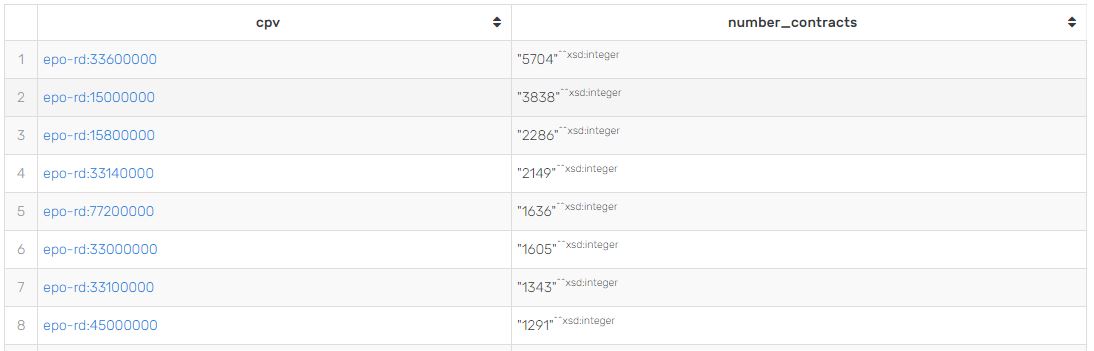 cpv number_contracts
1 epo-rd:33600000 "5704"^^xsd:integer
2 epo-rd:15000000 "3838"^^xsd:integer
3 epo-rd:15800000 "2286"^^xsd:integer
4 epo-rd:33140000 "2149"^^xsd:integer
5 epo-rd:77200000 "1636"^^xsd:integer
6 epo-rd:33000000 "1605"^^xsd:integer
7 epo-rd:33100000 "1343"^^xsd:integer
8 epo-rd:45000000 "1291"^^xsd:integer